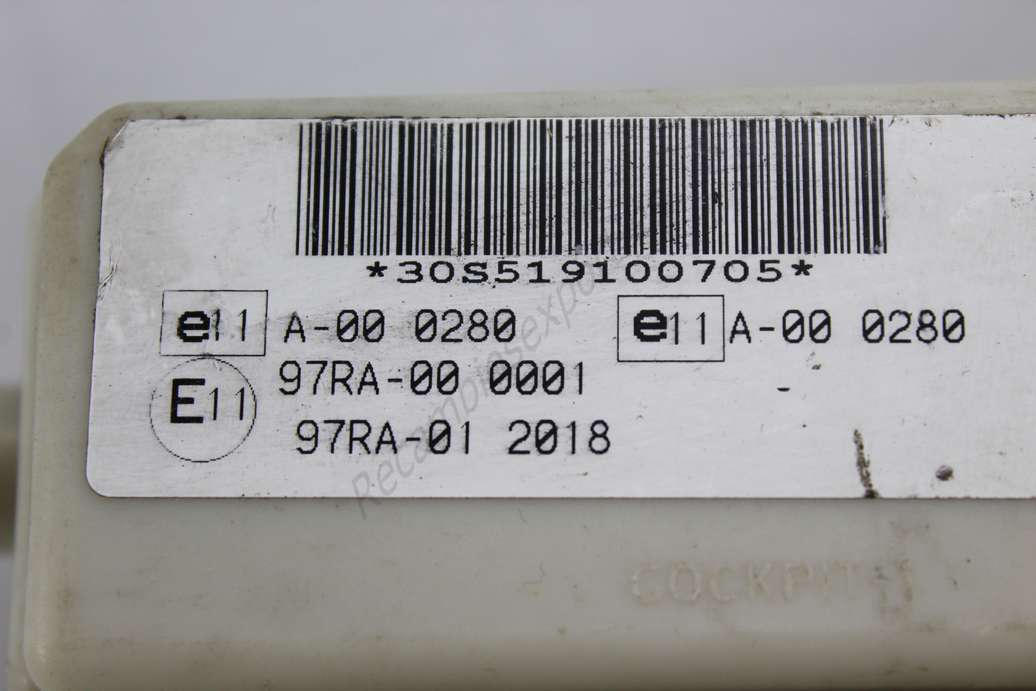 *30S519100705*
e11 A-00 0280 e11 A-00 0280
E11 97RA-00 0001
97RA-01 2018
COCKPIT